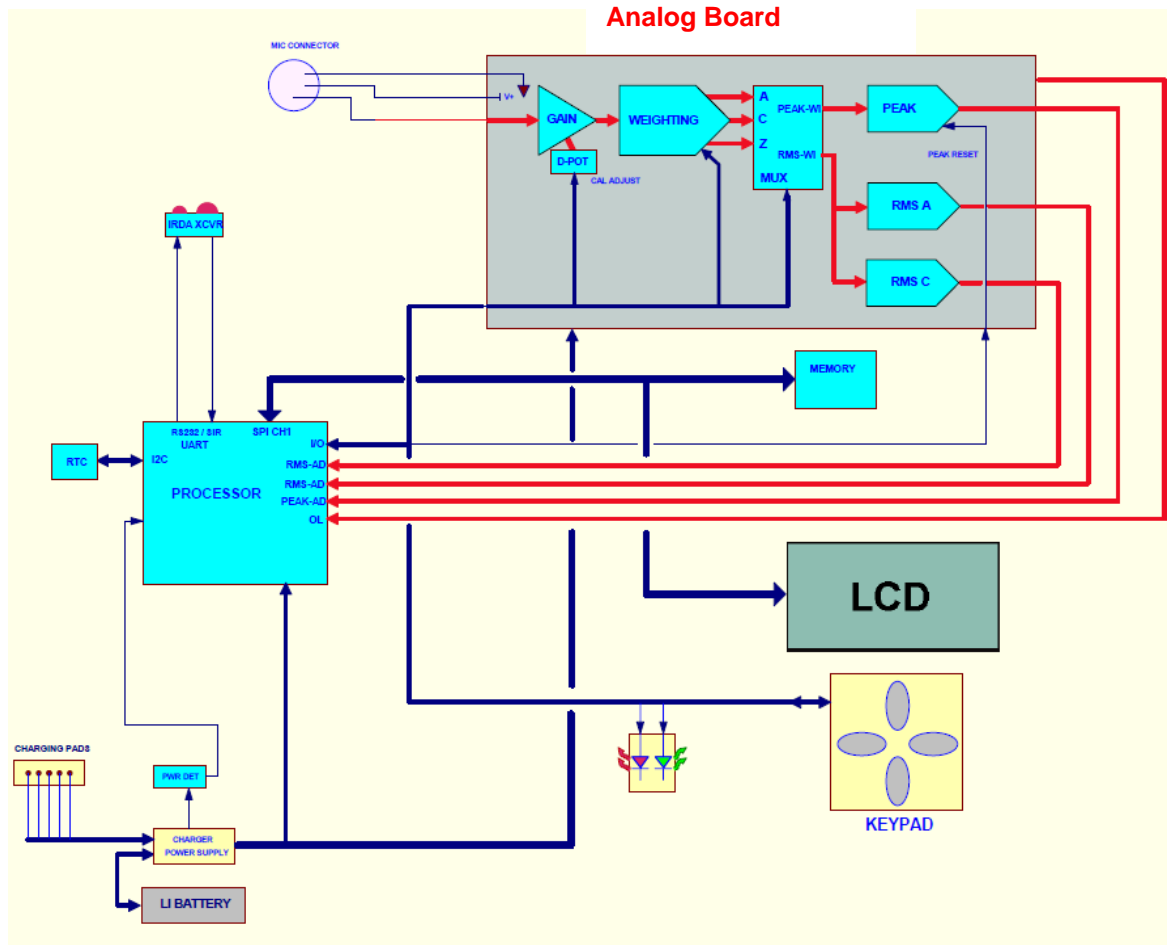 Analog Board
MIC CONNECTOR
V+
GAIN
WEIGHTING
A
C
Z
PEAK-WI
RMS-WI
MUX
PEAK
D-POT
CAL ADJUST
PEAK RESET
RMS A
RMS C
IRDA XCVR
MEMORY
RS232 / SIR
UART
SPI CH1
I/O
RTC
I2C
RMS-AD
RMS-AD
PROCESSOR
PEAK-AD
OL
LCD
CHARGING PADS
PWR DET
CHARGER
POWER SUPPLY
KEYPAD
LI BATTERY